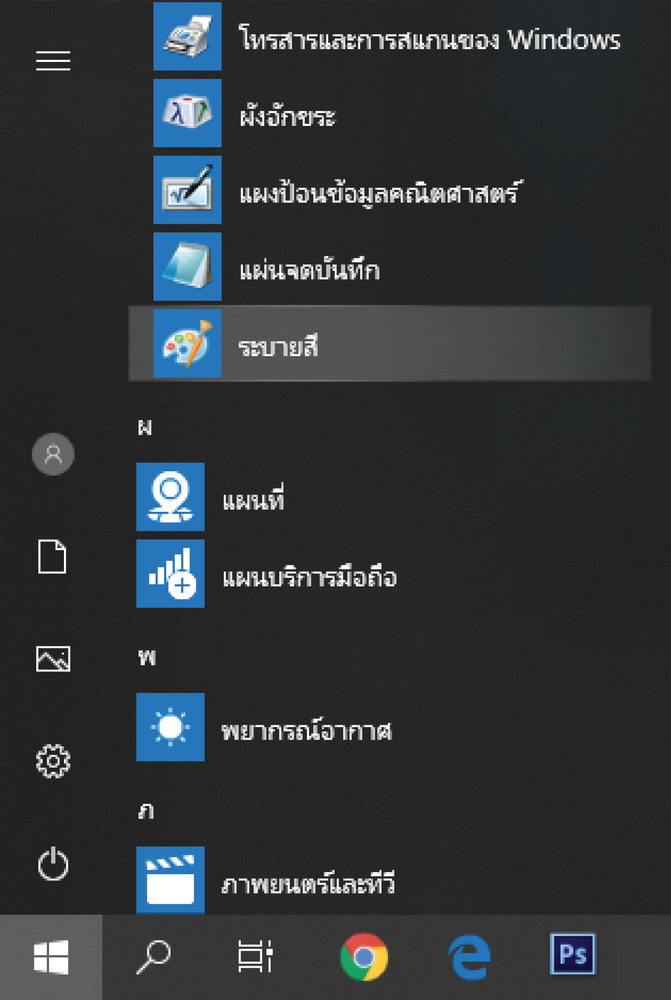 โทรสารและการสแกนของ Windows
ผังอักขระ
แผงป้อนข้อมูลคณิตศาสตร์
แผ่นจดบันทึก
ระบายสี
ผ
แผนที่
แผนบริการมือถือ
พ
พยากรณ์อากาศ
ภ
ภาพยนตร์และทีวี
Ps